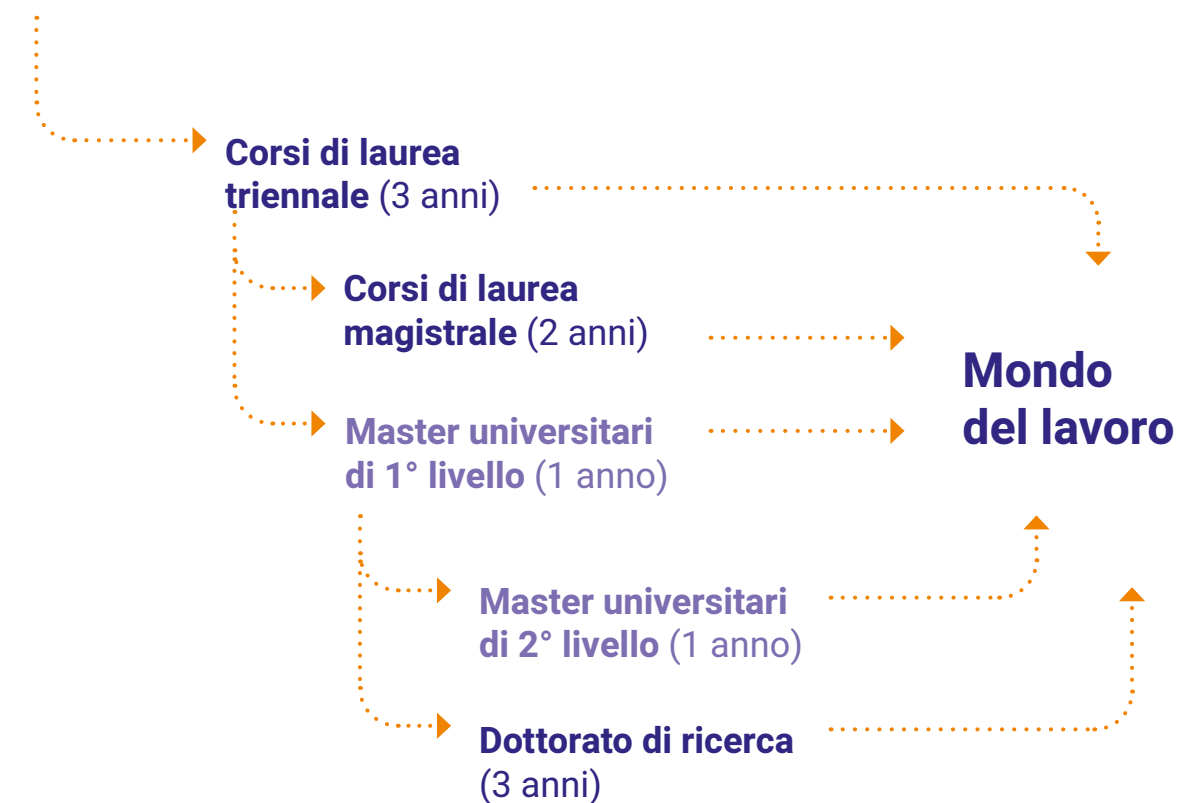 Corsi di laurea
triennale (3 anni)
Corsi di laurea
magistrale (2 anni)
Mondo
del lavoro
Master universitari
di 1° livello (1 anno)
Master universitari
di 2° livello (1 anno)
Dottorato di ricerca
(3 anni)